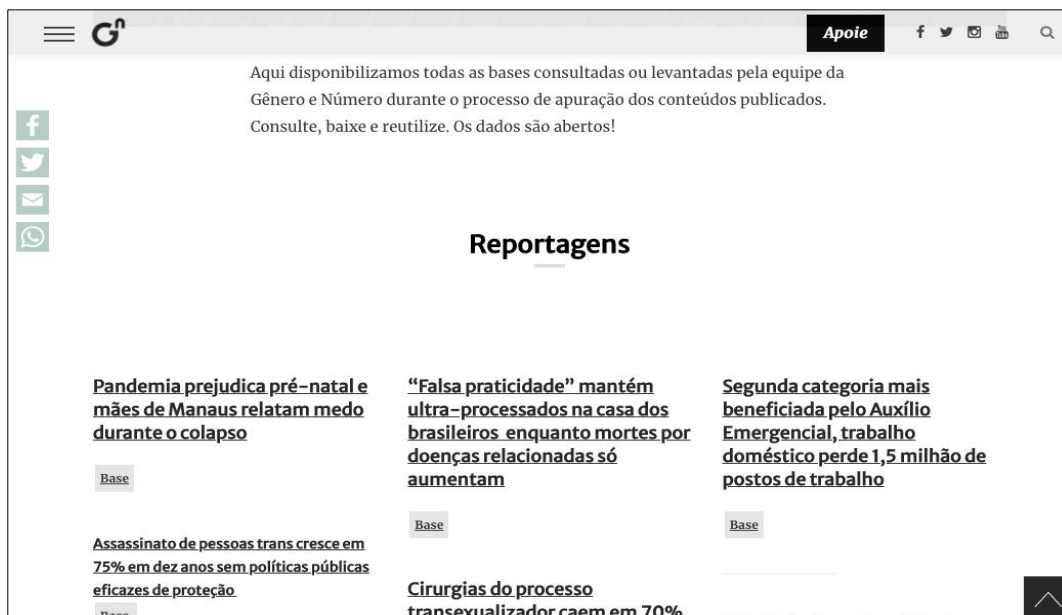 Gn
Apoie
Aqui disponibilizamos todas as bases consultadas ou levantadas pela equipe da
Gênero e Número durante o processo de apuração dos conteúdos publicados.
Consulte, baixe e reutilize. Os dados são abertos!
Reportagens
Pandemia prejudica pré-natal e
mães de Manaus relatam medo
durante o colapso
Base
Assassinato de pessoas trans cresce em
75% em dez anos sem políticas públicas
eficazes de proteção
Base
“Falsa praticidade” mantém
ultra-processados na casa dos
brasileiros enquanto mortes por
doenças relacionadas só
aumentam
Base
Cirurgias do processo
transexualizador caem em 70%
Segunda categoria mais
beneficiada pelo Auxílio
Emergencial, trabalho
doméstico perde 1,5 milhão de
postos de trabalho
Base